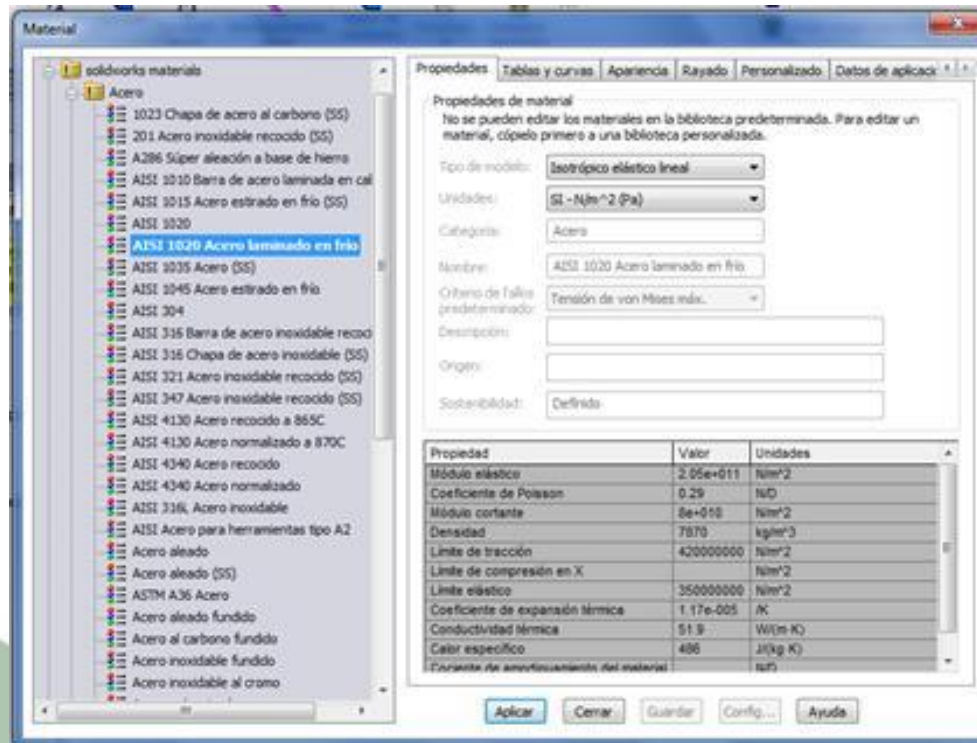 Material
solidworks materials
Acero
1023 Chapa de acero al carbono (SS)
201 Acero inoxidable recocido (SS)
A286 Súper aleación a base de hierro
AISI 1010 Barra de acero laminada en cal
AISI 1015 Acero estirado en frío (SS)
AISI 1020
AISI 1020 Acero laminado en frío
AISI 1035 Acero (SS)
AISI 1045 Acero estirado en frío
AISI 304
AISI 316 Barra de acero inoxidable recoci
AISI 316 Chapa de acero inoxidable (SS)
AISI 321 Acero inoxidable recocido (SS)
AISI 347 Acero inoxidable recocido (SS)
AISI 4130 Acero recocido a 865C
AISI 4130 Acero normalizado a 870C
AISI 4340 Acero recocido
AISI 4340 Acero normalizado
AISI 316L Acero inoxidable
AISI Acero para herramientas tipo A2
Acero aleado
Acero aleado (SS)
ASTM A36 Acero
Acero aleado fundido
Acero al carbono fundido
Acero inoxidable fundido
Acero inoxidable al cromo
Propiedades Tablas y curvas Apariencia Rayado Personalizado Datos de aplicaci
Propiedades de material
No se pueden editar los materiales en la biblioteca predeterminada. Para editar un
material, cópielo primero a una biblioteca personalizada.
Tipo de modelo: Isotrópico elástico lineal
Unidades: SI - N/m^2 (Pa)
Categoría: Acero
Nombre: AISI 1020 Acero laminado en frío
Criterio de fallos
predeterminado: Tensión de von Mises máx.
Descripción:
Origen:
Sostenibilidad: Definido
Propiedad Valor Unidades
Módulo elástico 2.05e+011 N/m^2
Coeficiente de Poisson 0.29 N/D
Módulo cortante 8e+010 N/m^2
Densidad 7870 kg/m^3
Límite de tracción 420000000 N/m^2
Límite de compresión en X N/m^2
Límite elástico 350000000 N/m^2
Coeficiente de expansión térmica 1.17e-005 /K
Conductividad térmica 51.9 W/(m·K)
Calor específico 486 J/(kg·K)
Cociente de amortiguamiento del material N/D
Aplicar Cerrar Guardar Config... Ayuda